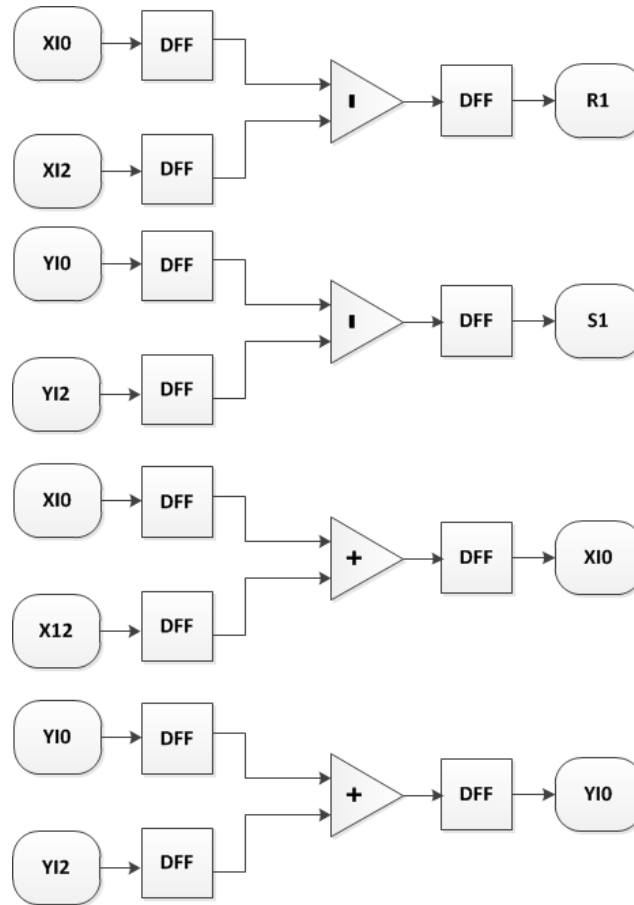 XI0 DFF
- DFF R1
XI2 DFF
YI0 DFF
- DFF S1
YI2 DFF
XI0 DFF
+ DFF XI0
X12 DFF
YI0 DFF
+ DFF YI0
YI2 DFF